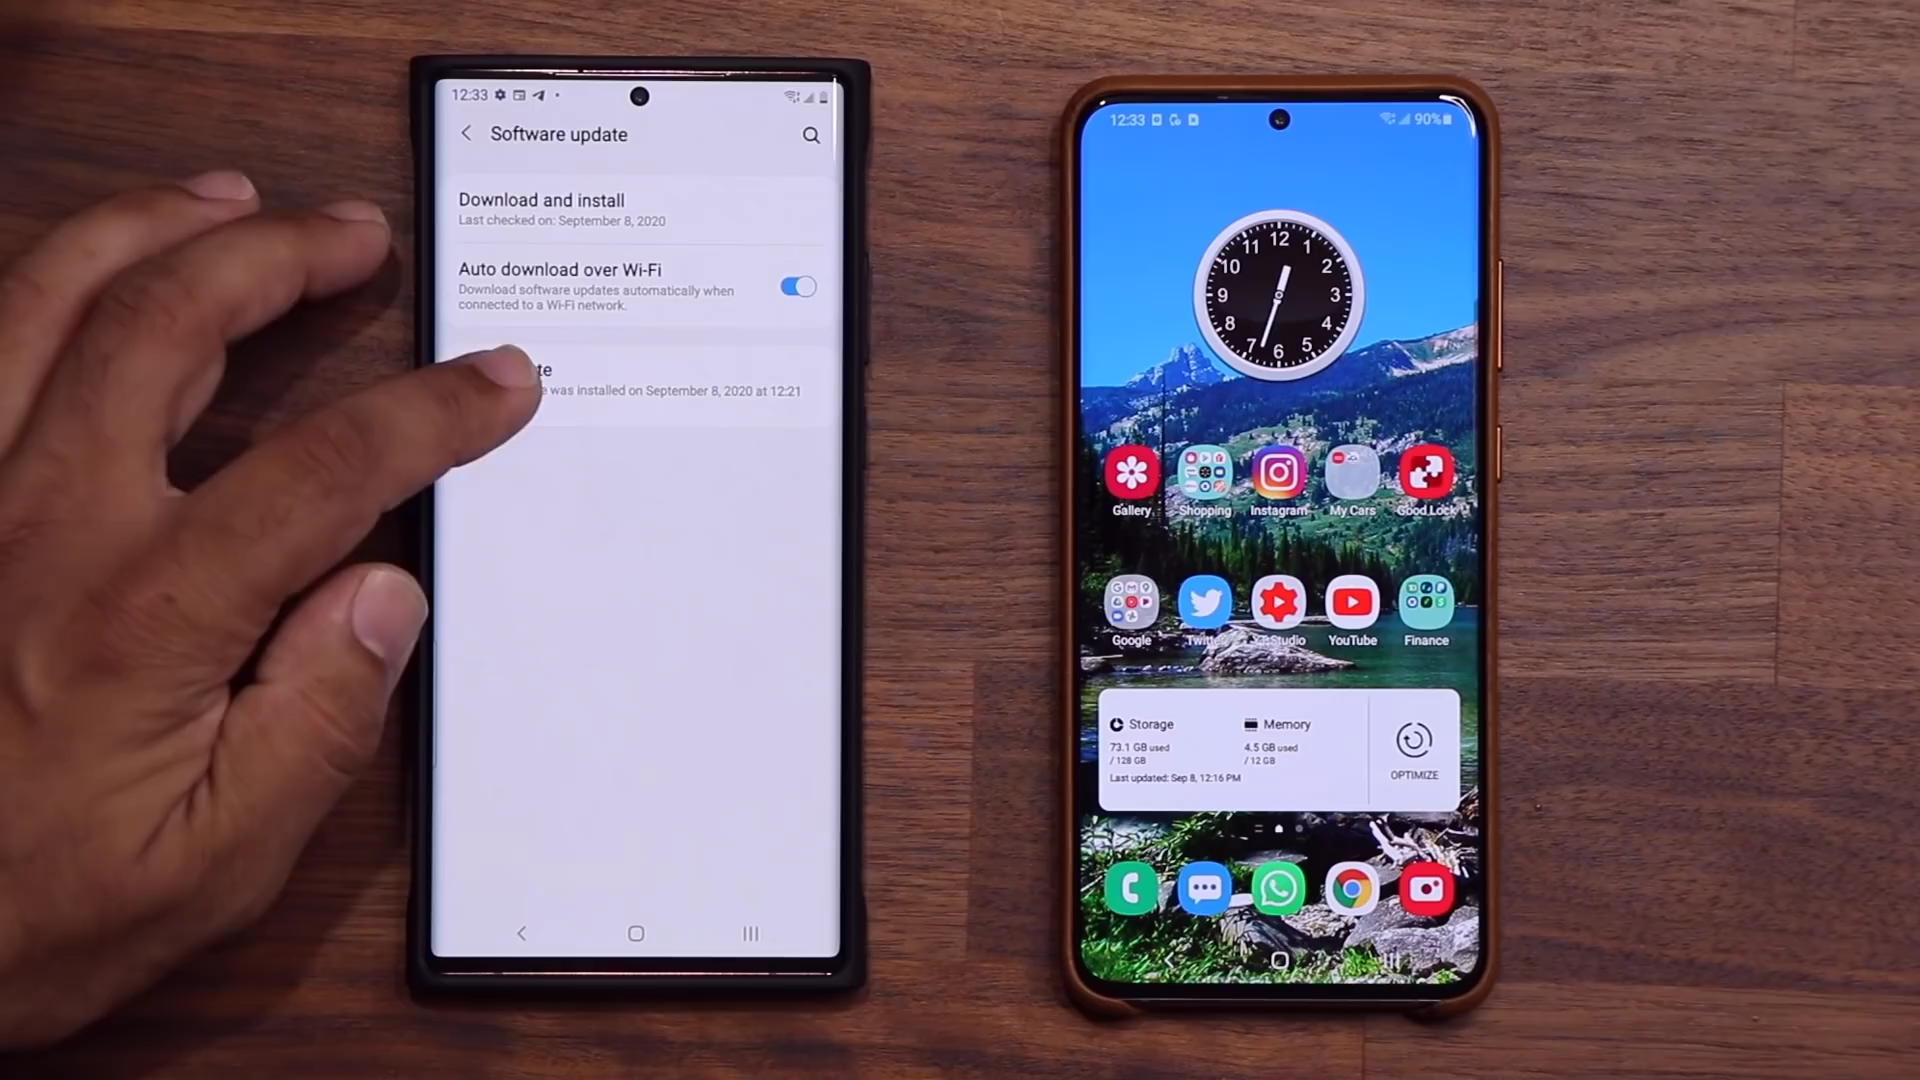 12:33
Software update
Download and install
Last checked on: September 8, 2020
Auto download over Wi-Fi
Download software updates automatically when
connected to a Wi-Fi network.
te
e was installed on September 8, 2020 at 12:21
12:33
90%
12
11 1
10 2
9 3
8 4
7 5
6
Gallery
Shopping
Instagram
My Cars
Good Lock
Google
Twitter
YT Studio
YouTube
Finance
Storage
Memory
73.1 GB used
/ 128 GB
4.5 GB used
/ 12 GB
Last updated: Sep 8, 12:16 PM
OPTIMIZE